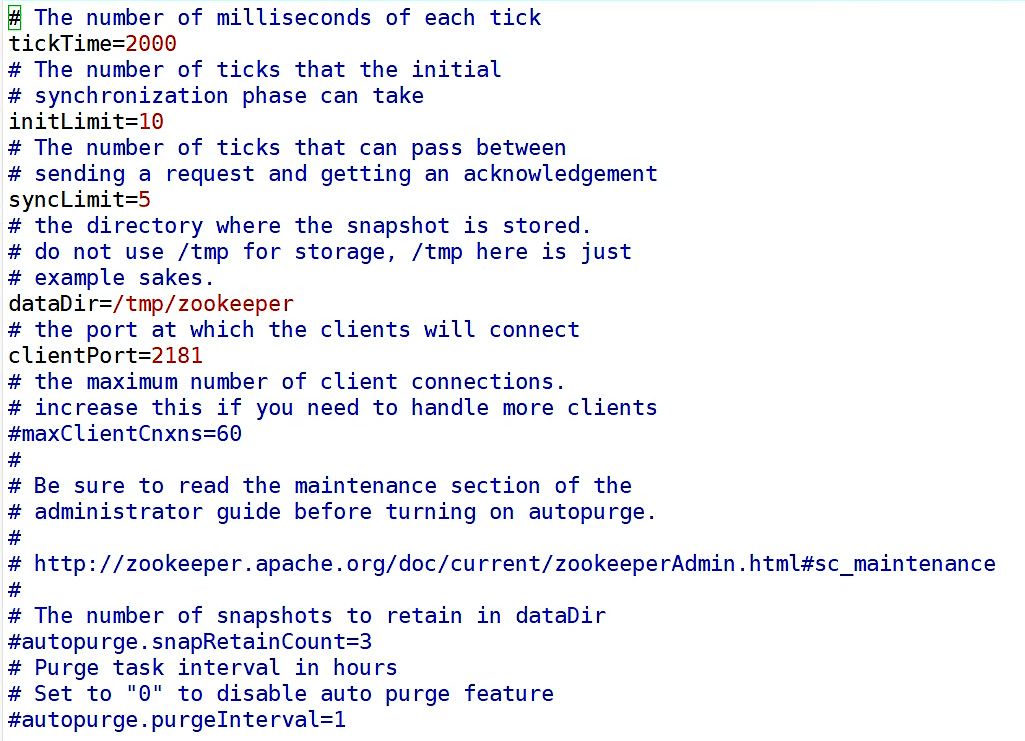 # The number of milliseconds of each tick
tickTime=2000
# The number of ticks that the initial
# synchronization phase can take
initLimit=10
# The number of ticks that can pass between
# sending a request and getting an acknowledgement
syncLimit=5
# the directory where the snapshot is stored.
# do not use /tmp for storage, /tmp here is just
# example sakes.
dataDir=/tmp/zookeeper
# the port at which the clients will connect
clientPort=2181
# the maximum number of client connections.
# increase this if you need to handle more clients
#maxClientCnxns=60
#
# Be sure to read the maintenance section of the
# administrator guide before turning on autopurge.
#
# http://zookeeper.apache.org/doc/current/zookeeperAdmin.html#sc_maintenance
#
# The number of snapshots to retain in dataDir
#autopurge.snapRetainCount=3
# Purge task interval in hours
# Set to "0" to disable auto purge feature
#autopurge.purgeInterval=1